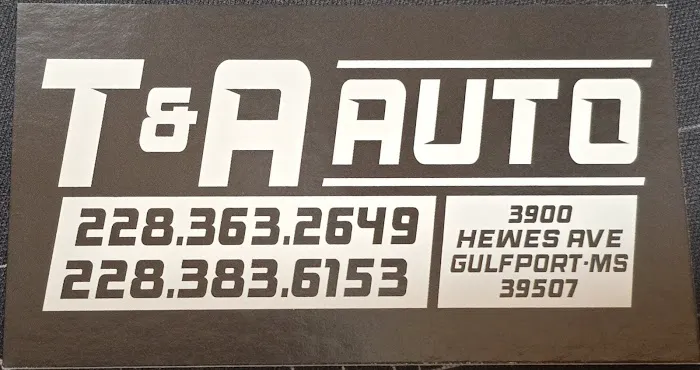 T&A AUTO
228.363.2649
228.383.6153
3900
HEWES AVE
GULFPORT-MS
39507